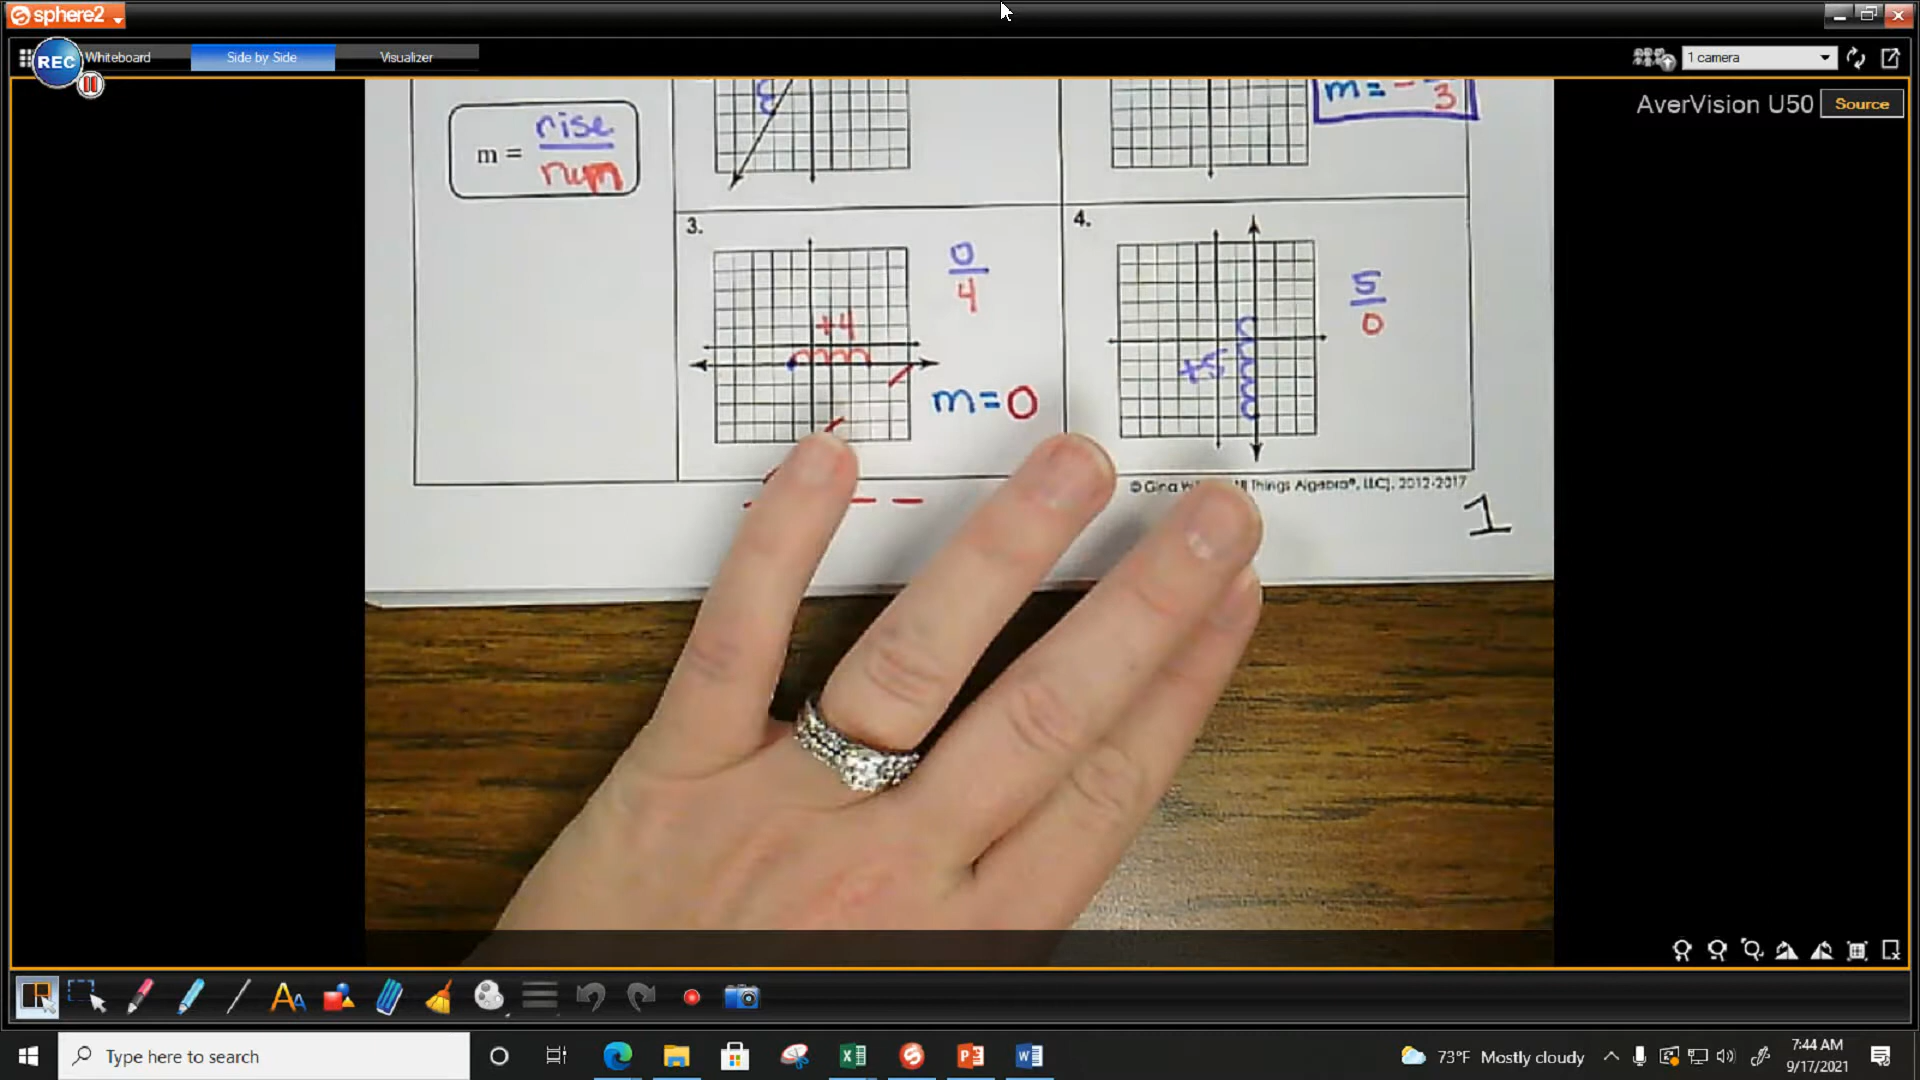 sphere2
REC
Whiteboard
Side by Side
Visualizer
1 camera
AverVision U50
Source
m = rise
run
m = -
3
3.
0
4
+4
m = 0
4.
5
0
+5
© Gina Things Algebra®, LLC), 2012-2017
1
Type here to search
73°F Mostly cloudy
7:44 AM
9/17/2021